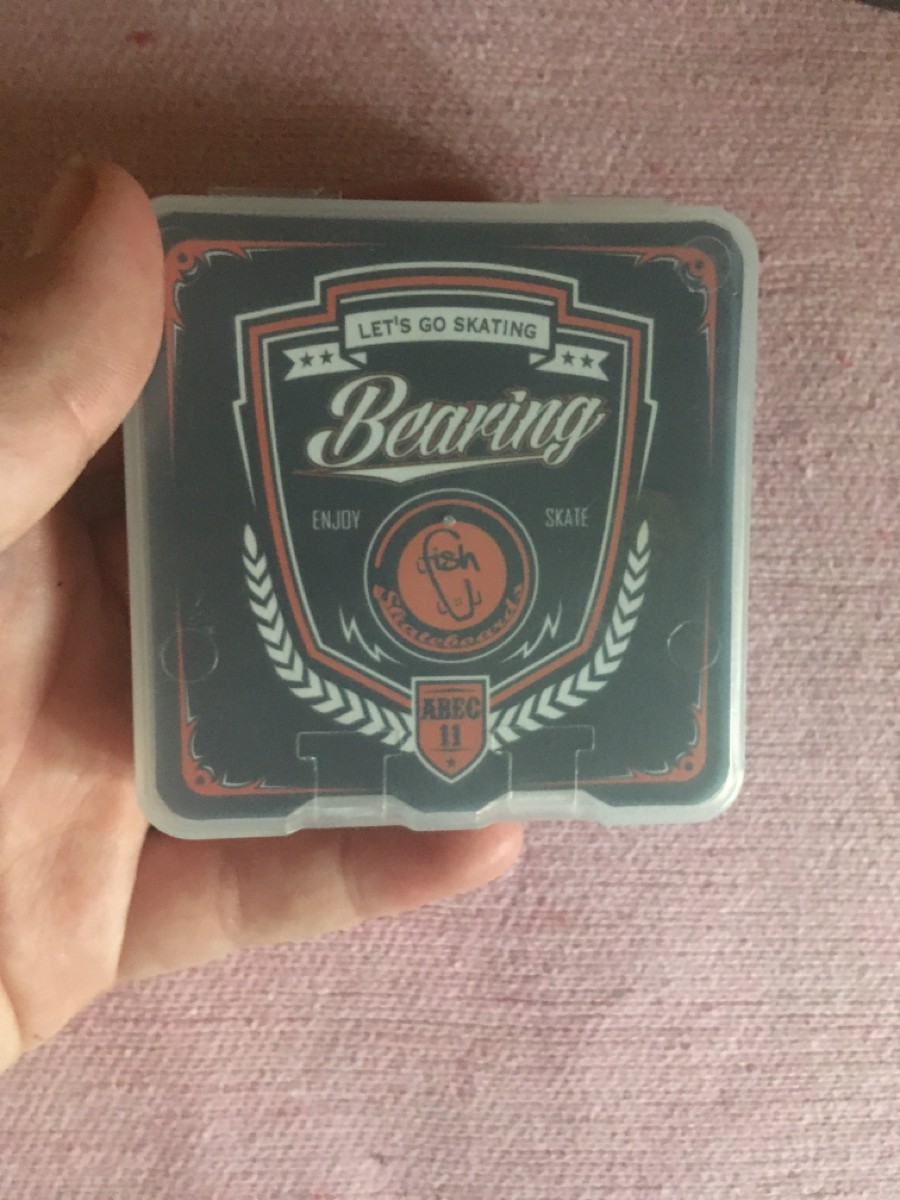 LET'S GO SKATING
Bearing
ENJOY SKATE
fish
Skateboards
ABEC
11